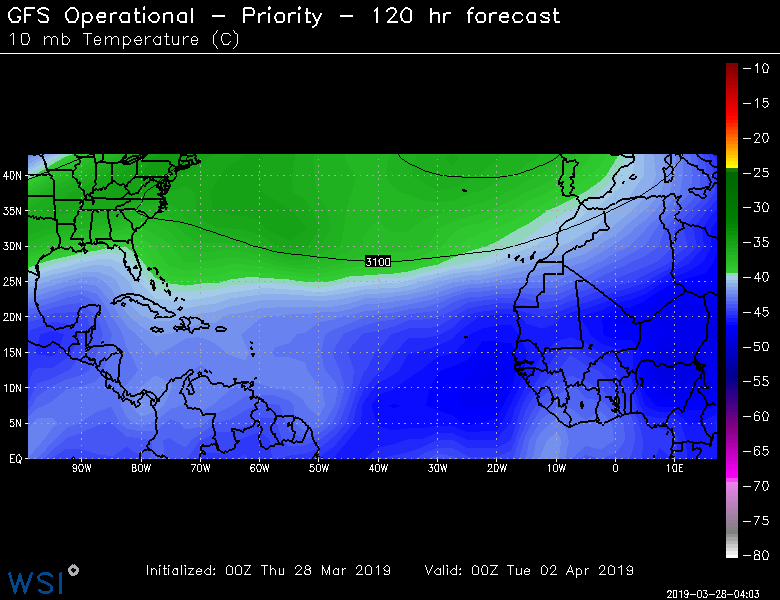 GFS Operational – Priority – 120 hr forecast
10 mb Temperature (C)
-10
-15
-20
-25
-30
-35
-40
-45
-50
-55
-60
-65
-70
-75
-80
40N
35N
30N
25N
20N
15N
10N
5N
EQ
3100
90W 80W 70W 60W 50W 40W 30W 20W 10W 0 10E
Initialized: 00Z Thu 28 Mar 2019 Valid: 00Z Tue 02 Apr 2019
WSI
2019-03-28-04:03